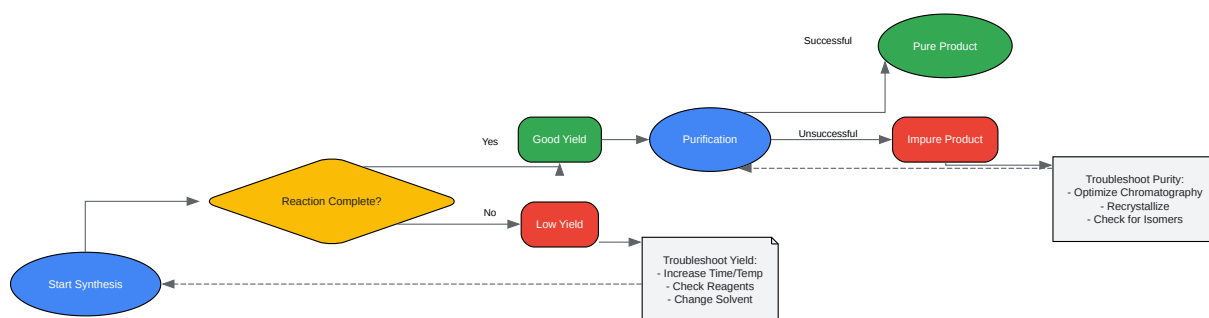 Successful
Pure Product
Yes
Good Yield
Purification
Unsuccessful
Impure Product
Reaction Complete?
Troubleshoot Purity:
- Optimize Chromatography
- Recrystallize
- Check for Isomers
No
Low Yield
Start Synthesis
Troubleshoot Yield:
- Increase Time/Temp
- Check Reagents
- Change Solvent